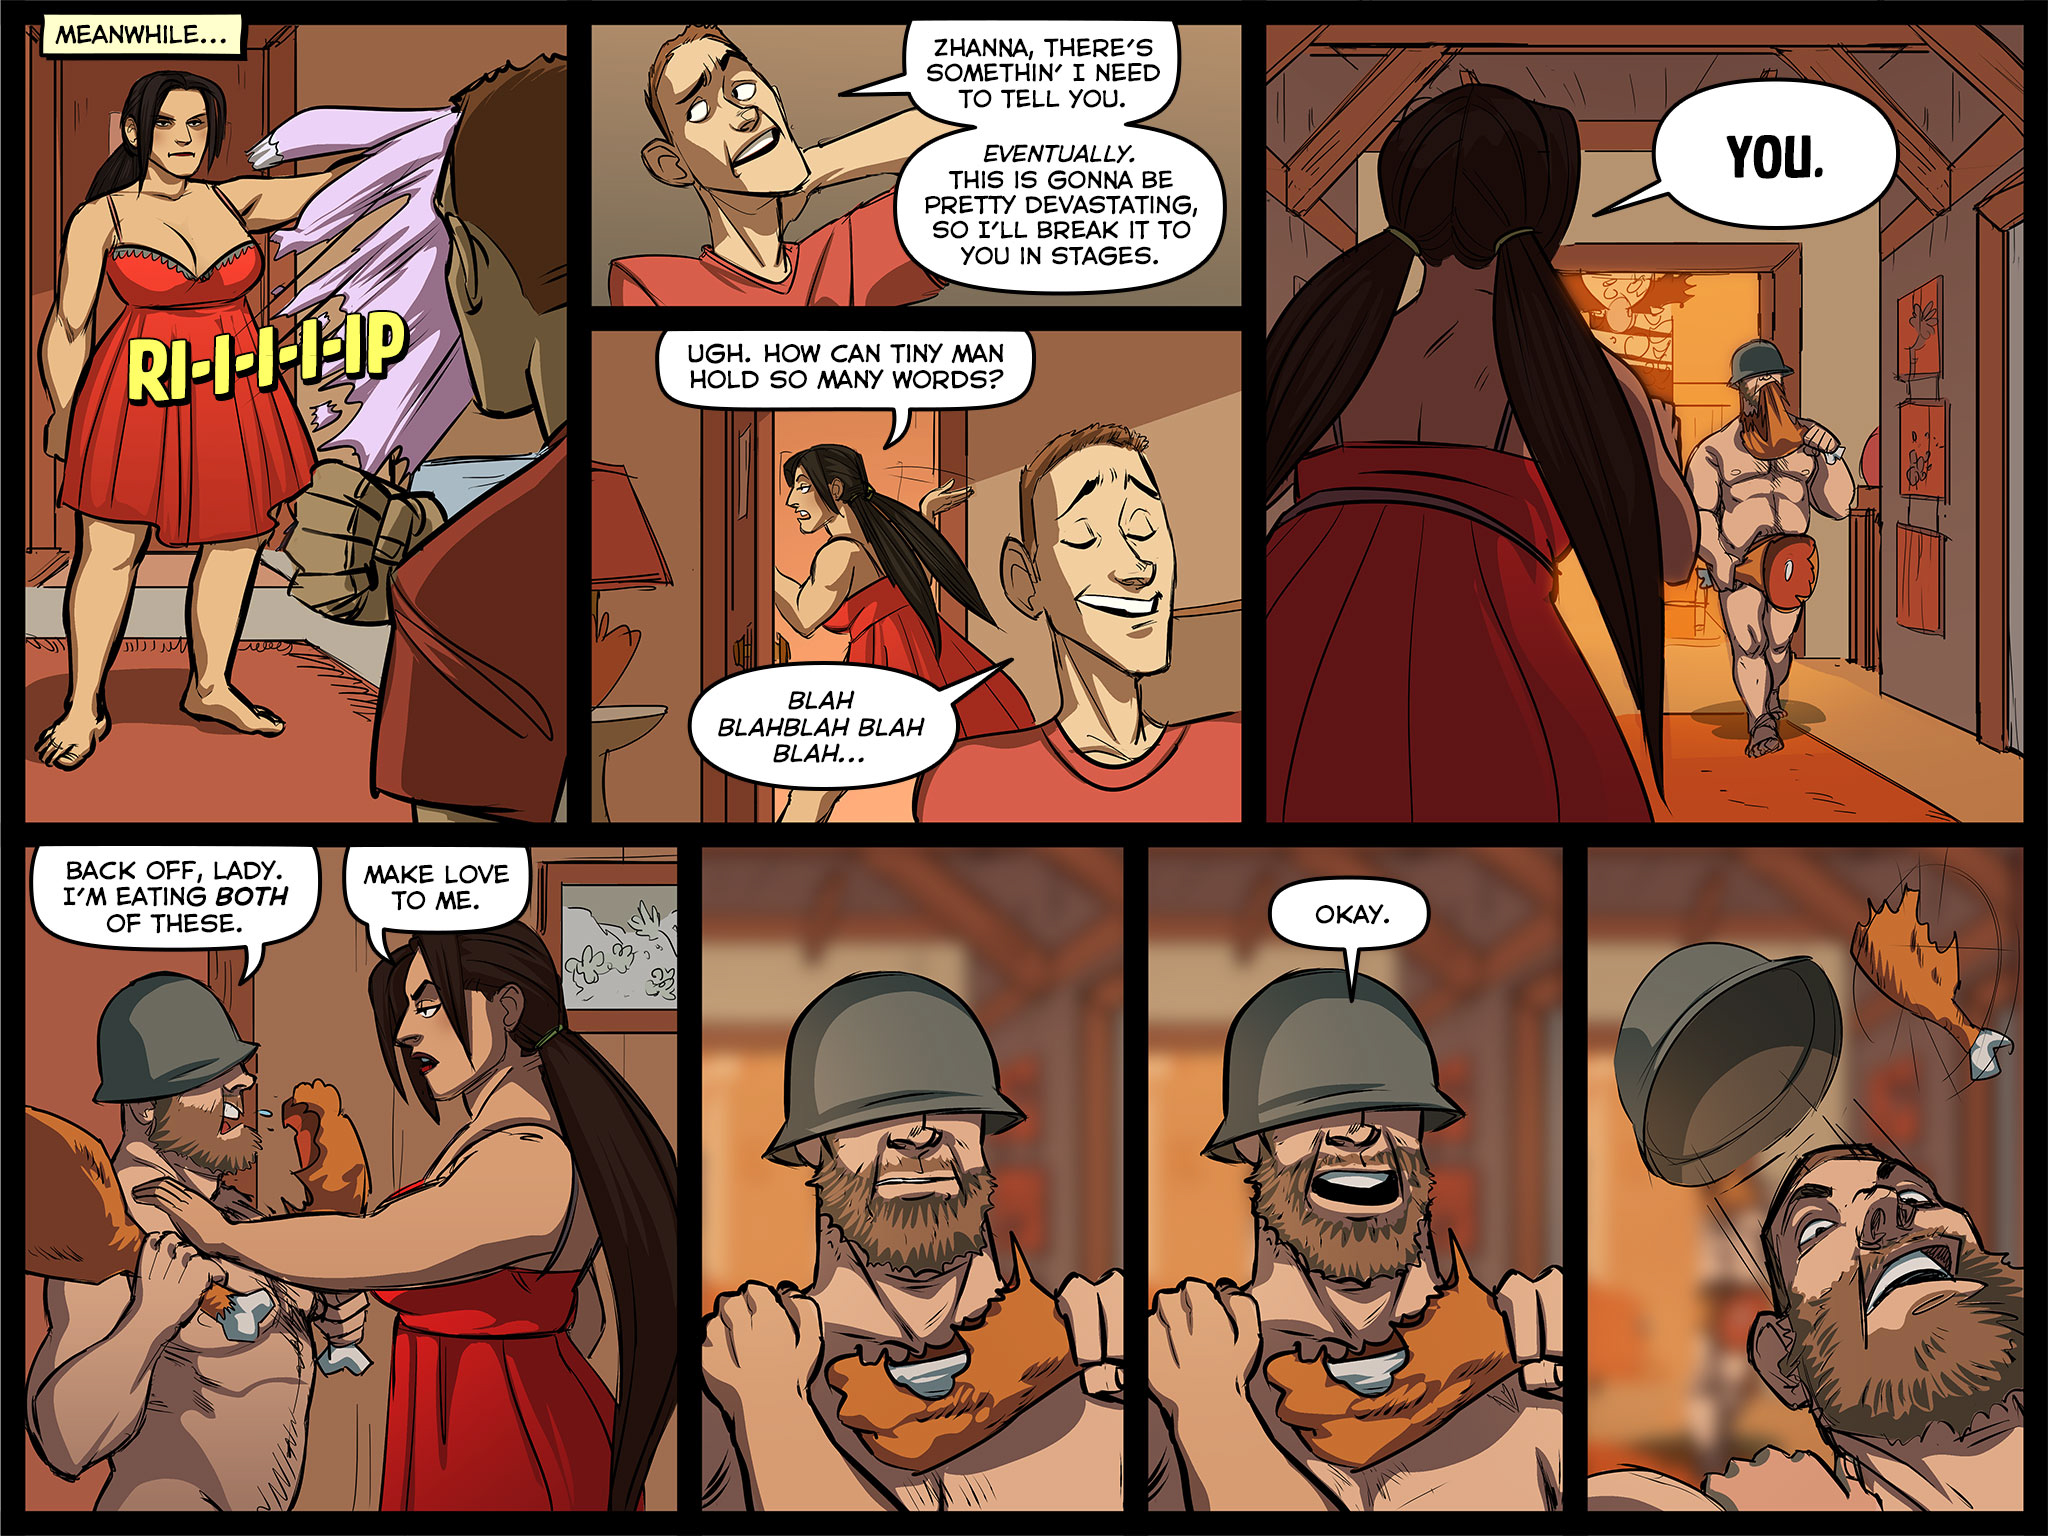 MEANWHILE...
RI-I-I-I-IP
ZHANNA, THERE'S
SOMETHIN' I NEED
TO TELL YOU.
EVENTUALLY.
THIS IS GONNA BE
PRETTY DEVASTATING,
SO I'LL BREAK IT TO
YOU IN STAGES.
UGH. HOW CAN TINY MAN
HOLD SO MANY WORDS?
BLAH
BLAHBLAH BLAH
BLAH...
YOU.
BACK OFF, LADY.
I'M EATING BOTH
OF THESE.
MAKE LOVE
TO ME.
OKAY.